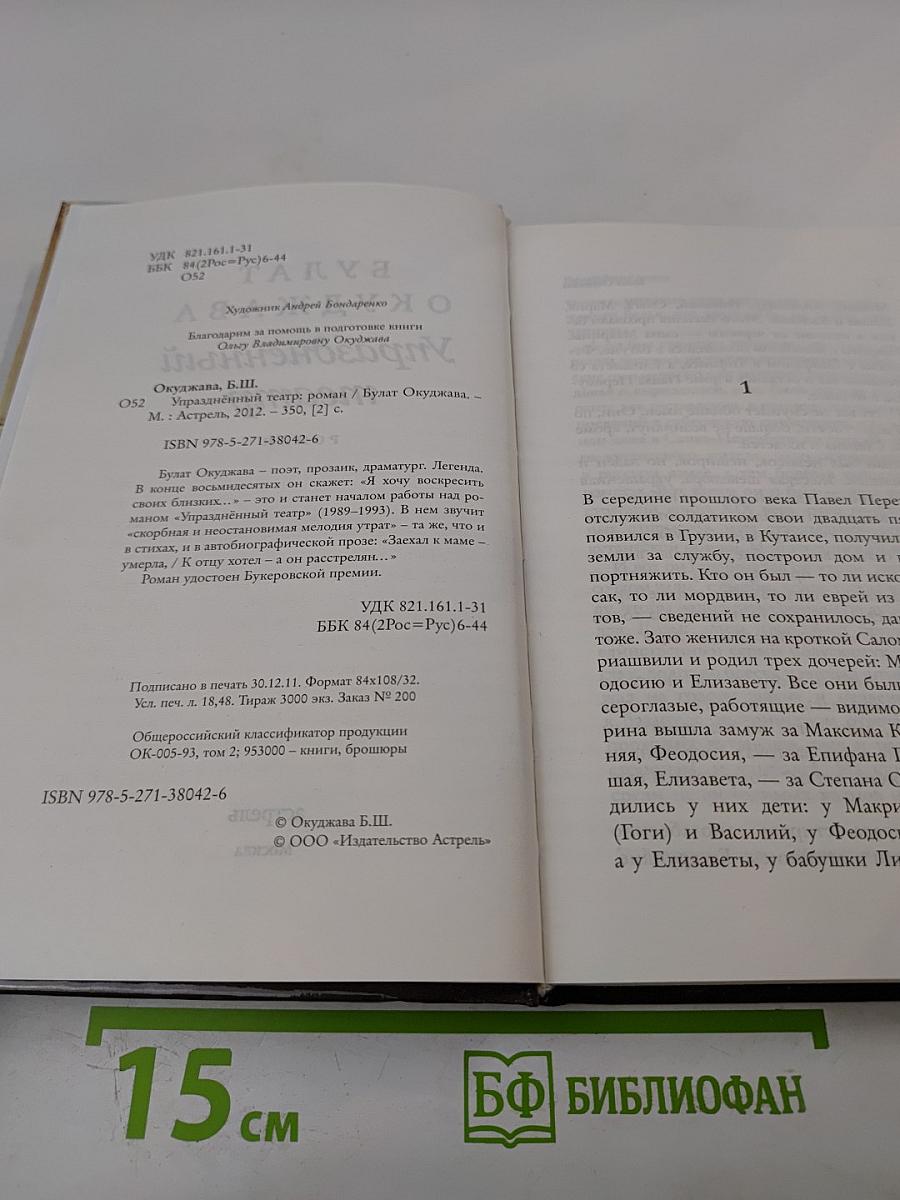 УДК 821.161.1-31
ББК 84(2Рос=Рус)6-44
О52
Художник Андрей Бондаренко
Благодарим за помощь в подготовке книги
Ольгу Владимировну Окуджава
Окуджава, Б.Ш.
О52 Упразднённый театр: роман / Булат Окуджава. –
М. : Астрель, 2012. – 350, [2] с.
ISBN 978-5-271-38042-6
Булат Окуджава – поэт, прозаик, драматург. Легенда.
В конце восьмидесятых он скажет: «Я хочу воскресить
своих близких…» – это и станет началом работы над ро-
маном «Упразднённый театр» (1989–1993). В нем звучит
«скорбная и неостановимая мелодия утрат» – та же, что и
в стихах, и в автобиографической прозе: «Заехал к маме –
умерла, / К отцу хотел – а он расстрелян…»
Роман удостоен Букеровской премии.
УДК 821.161.1-31
ББК 84(2Рос=Рус)6-44
Подписано в печать 30.12.11. Формат 84х108/32.
Усл. печ. л. 18,48. Тираж 3000 экз. Заказ № 200
Общероссийский классификатор продукции
ОК-005-93, том 2; 953000 – книги, брошюры
ISBN 978-5-271-38042-6
© Окуджава Б.Ш.
© ООО «Издательство Астрель»
1
В середине прошлого века Павел Пере
отслужив солдатиком свои двадцать п
появился в Грузии, в Кутаисе, получил
земли за службу, построил дом и
портняжить. Кто он был — то ли иско
сак, то ли мордвин, то ли еврей из
тов, — сведений не сохранилось, да
тоже. Зато женился на кроткой Сало
риашвили и родил трех дочерей: М
одосию и Елизавету. Все они был
сероглазые, работящие — видимо
рина вышла замуж за Максима К
няя, Феодосия, — за Епифана Г
шая, Елизавета, — за Степана С
дились у них дети: у Макри
(Гоги) и Василий, у Феодос
а у Елизаветы, у бабушки Ли
15 см
БФ БИБЛИОФАН